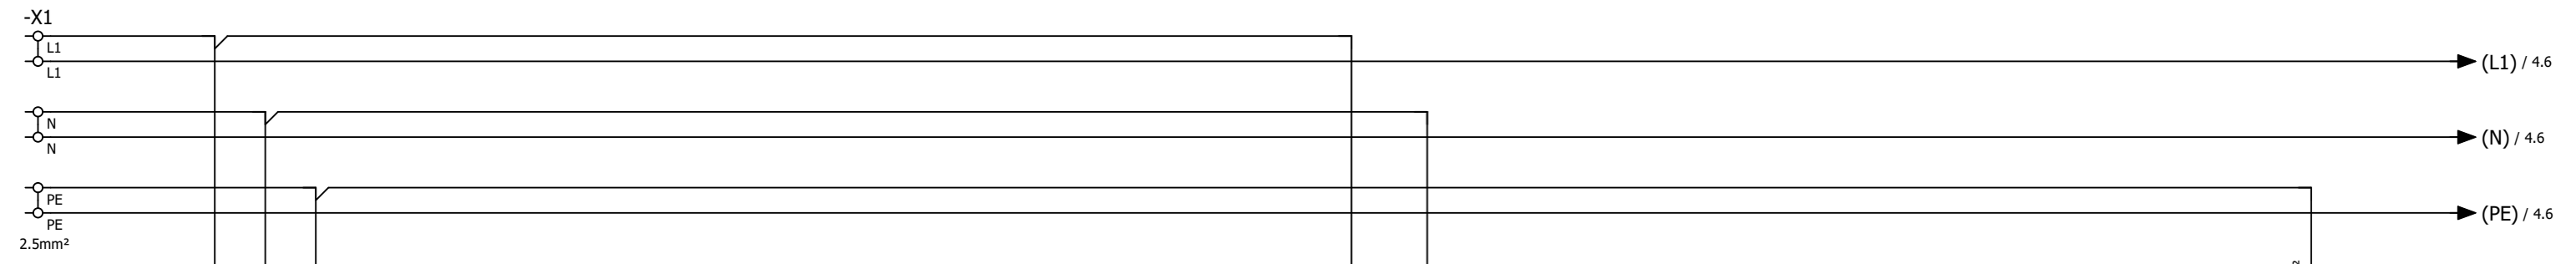 -X1
L1
L1
(L1) / 4.6
N
N
(N) / 4.6
PE
PE
(PE) / 4.6
2.5mm²